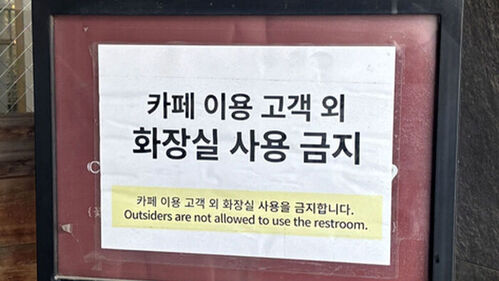 카페 이용 고객 외
화장실 사용 금지
카페 이용 고객 외 화장실 사용을 금지합니다.
Outsiders are not allowed to use the restroom.